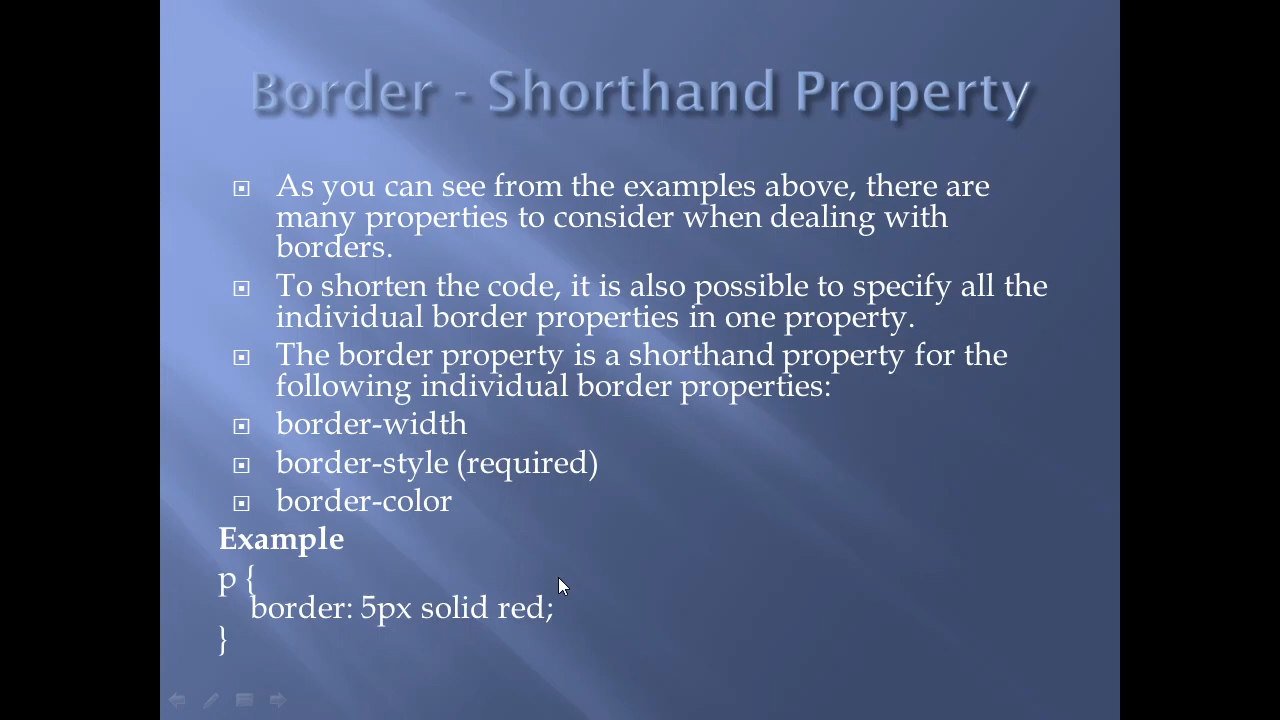 Border - Shorthand Property
As you can see from the examples above, there are
many properties to consider when dealing with
borders.
To shorten the code, it is also possible to specify all the
individual border properties in one property.
The border property is a shorthand property for the
following individual border properties:
border-width
border-style (required)
border-color
Example
p {
border: 5px solid red;
}